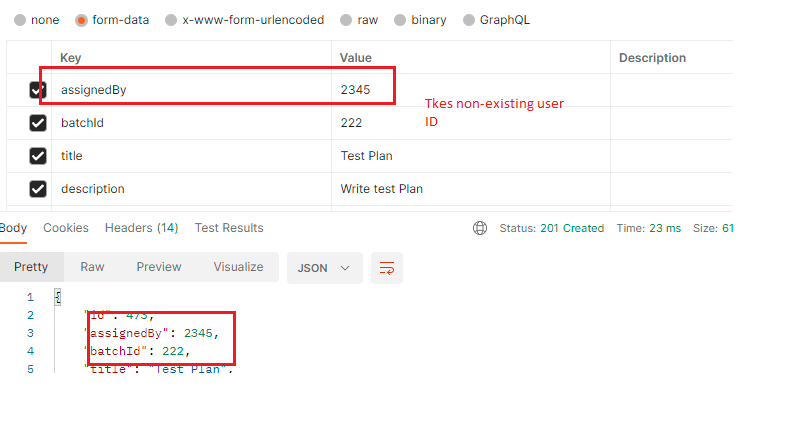 none form-data x-www-form-urlencoded raw binary GraphQL
Key Value Description
assignedBy 2345
Tkes non-existing user
ID
batchId 222
title Test Plan
description Write test Plan
Body Cookies Headers (14) Test Results Status: 201 Created Time: 23 ms Size: 61
Pretty Raw Preview Visualize JSON
1 {
2 "id": 473,
3 "assignedBy": 2345,
4 "batchId": 222,
5 "title": "Test Plan",